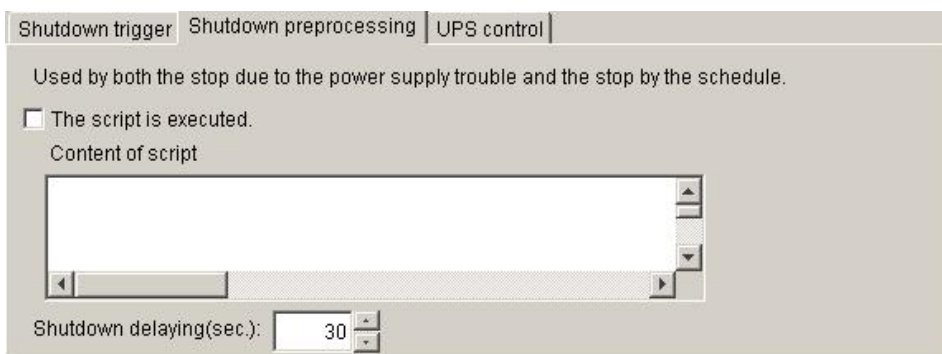 Shutdown trigger Shutdown preprocessing UPS control
Used by both the stop due to the power supply trouble and the stop by the schedule.
The script is executed.
Content of script
Shutdown delaying(sec.): 30